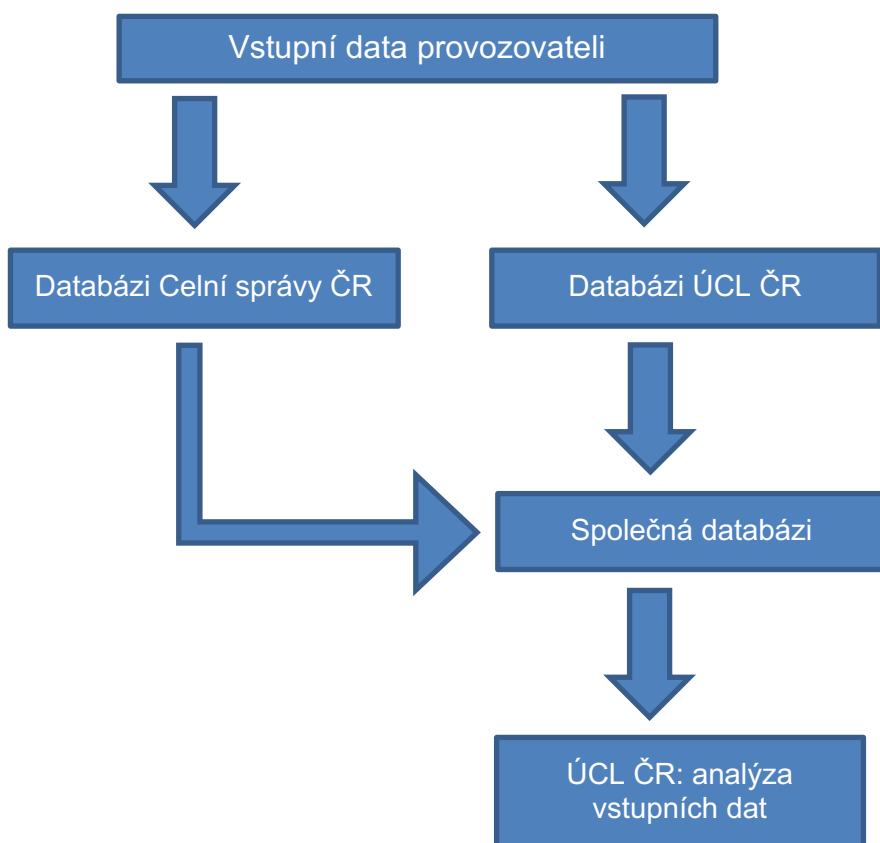 Vstupní data provozovateli
Databázi Celní správy ČR
Databázi ÚCL ČR
Společná databázi
ÚCL ČR: analýza
vstupních dat